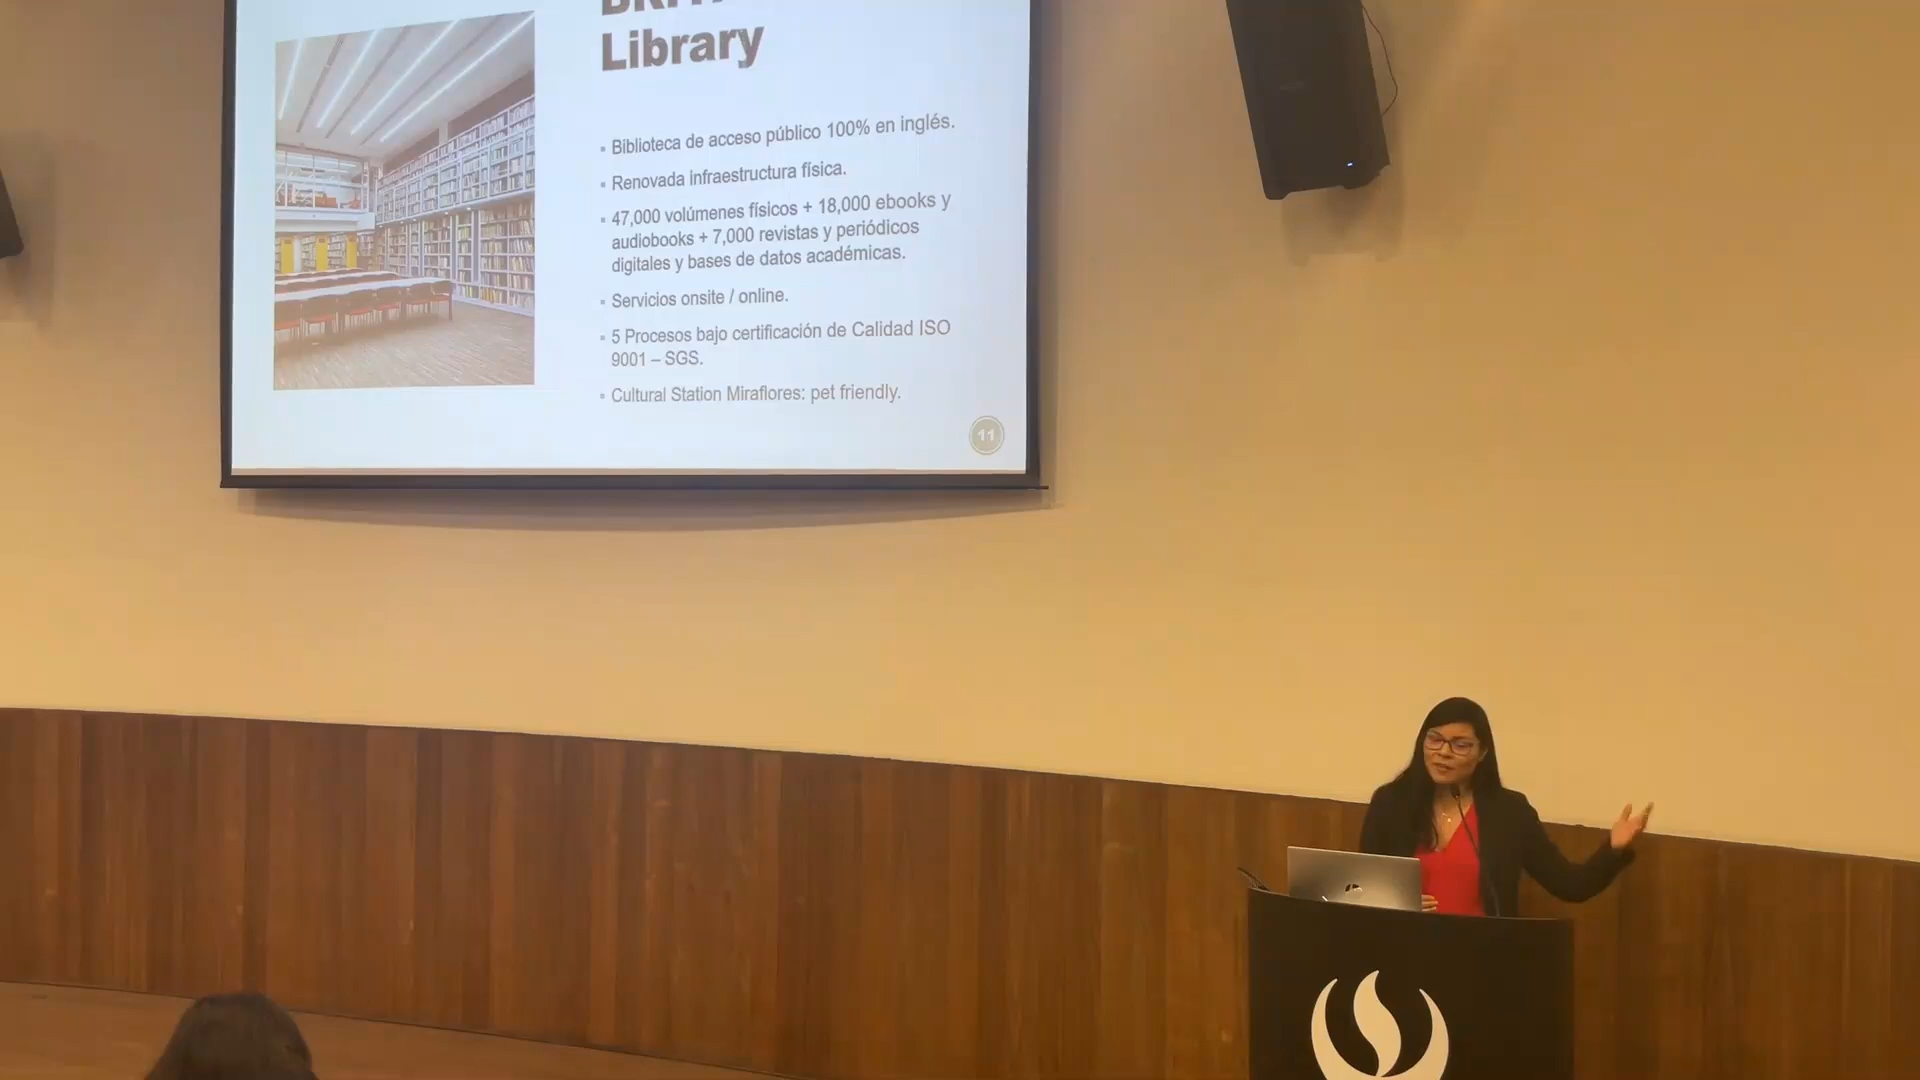 Library
▪ Biblioteca de acceso público 100% en inglés.
▪ Renovada infraestructura física.
▪ 47,000 volúmenes físicos + 18,000 ebooks y
audiobooks + 7,000 revistas y periódicos
digitales y bases de datos académicas.
▪ Servicios onsite / online.
▪ 5 Procesos bajo certificación de Calidad ISO
9001 – SGS.
▪ Cultural Station Miraflores: pet friendly.
11